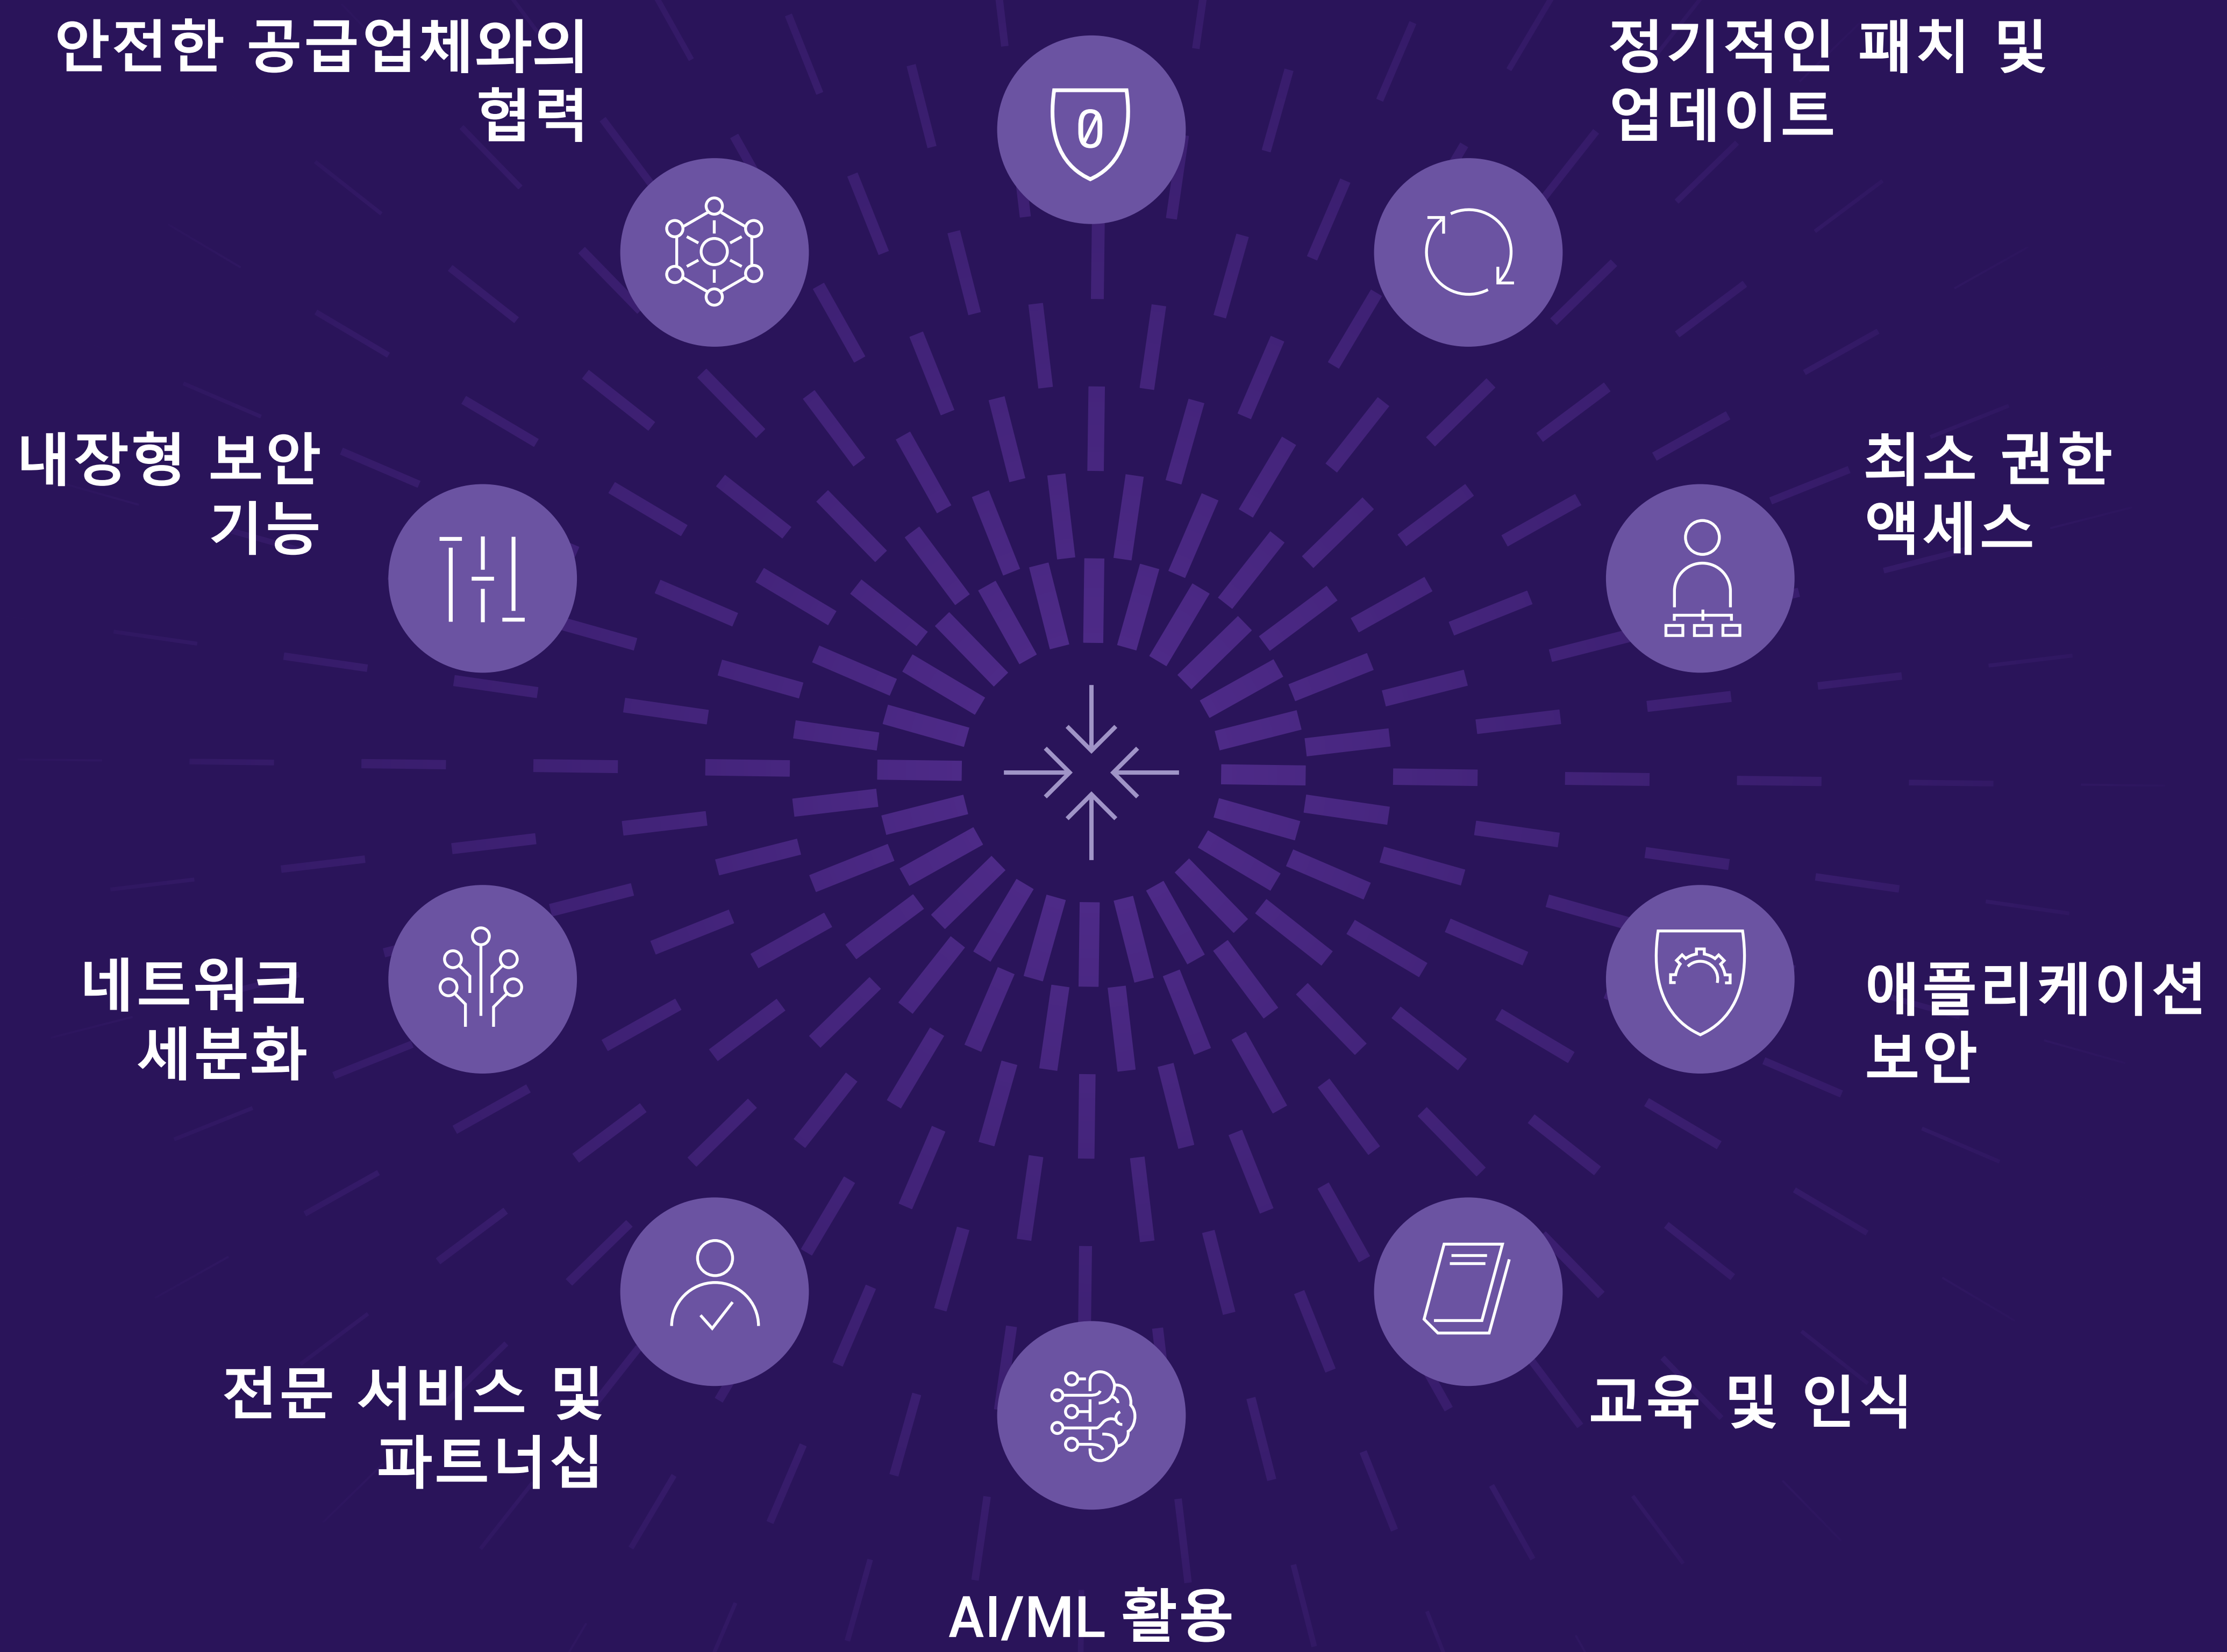 안전한 공급업체와의
협력
0
정기적인 패치 및
업데이트
내장형 보안
기능
최소 권한
액세스
네트워크
세분화
애플리케이션
보안
전문 서비스 및
파트너십
교육 및 인식
AI/ML 활용